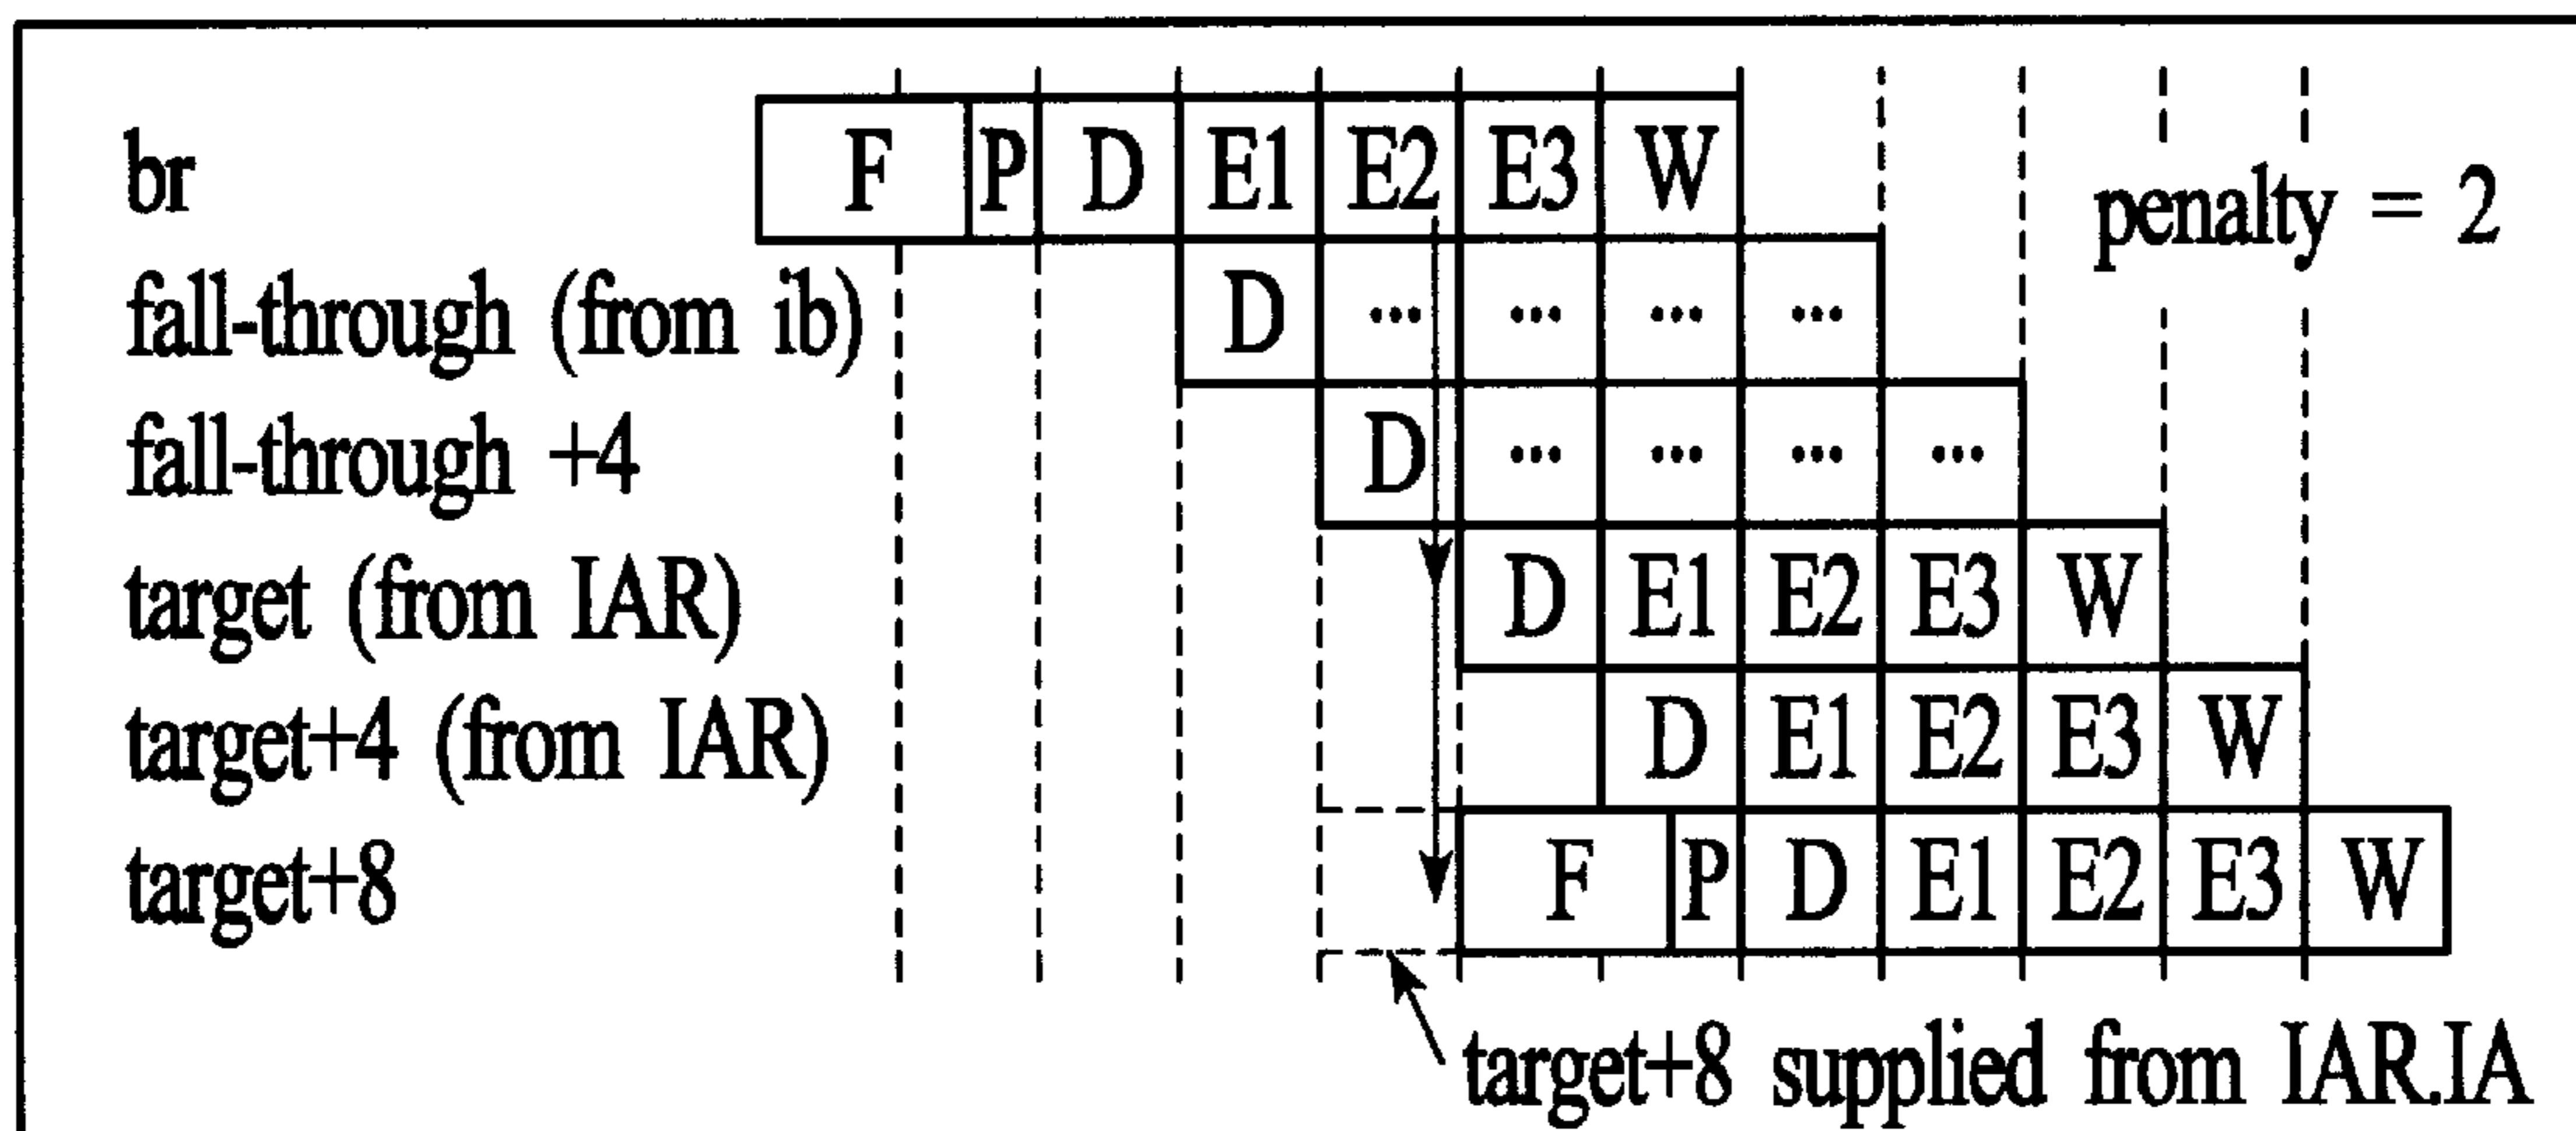 br F P D E1 E2 E3 W
penalty = 2
fall-through (from ib) D ... ... ... ...
fall-through +4 D ... ... ... ...
target (from IAR) D E1 E2 E3 W
target+4 (from IAR) D E1 E2 E3 W
target+8 F P D E1 E2 E3 W
target+8 supplied from IAR.IA